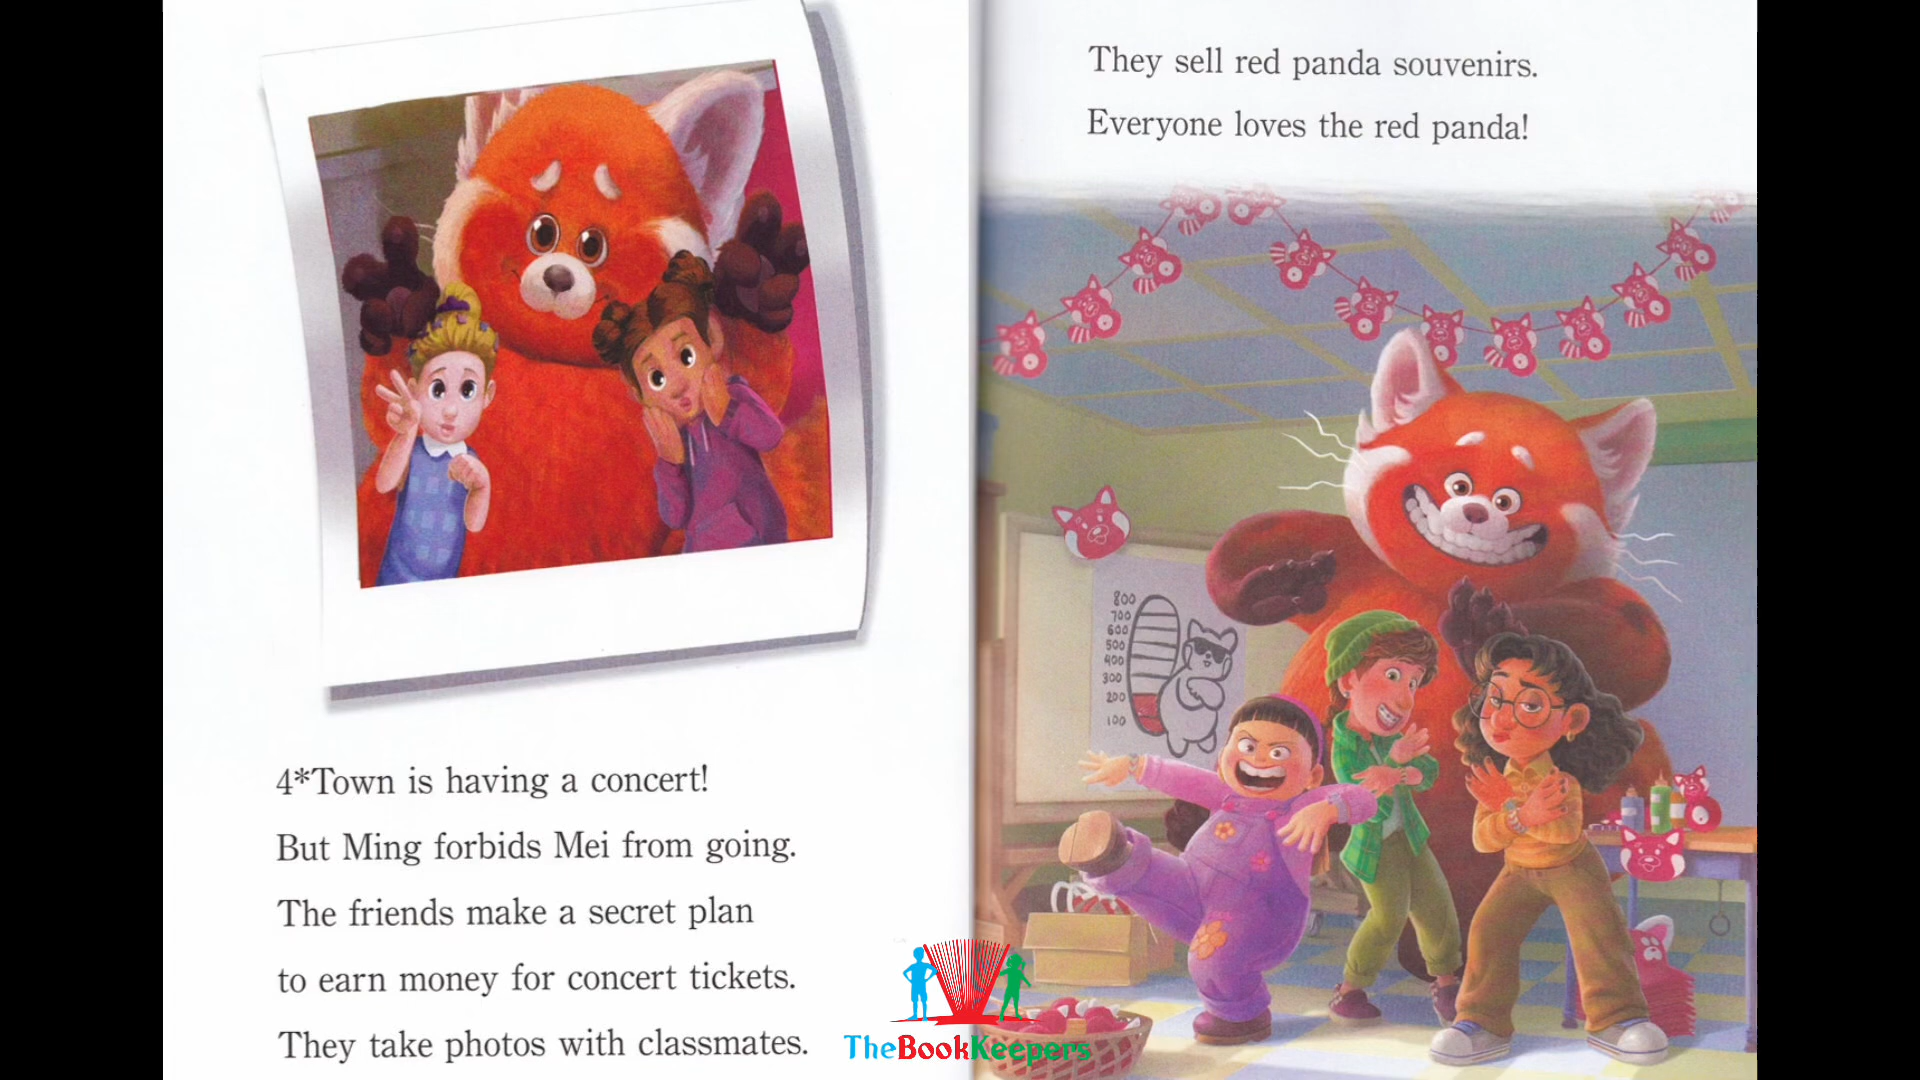 4*Town is having a concert!
But Ming forbids Mei from going.
The friends make a secret plan
to earn money for concert tickets.
They take photos with classmates.
They sell red panda souvenirs.
Everyone loves the red panda!
800
700
600
500
400
300
200
100
TheBookKeepers